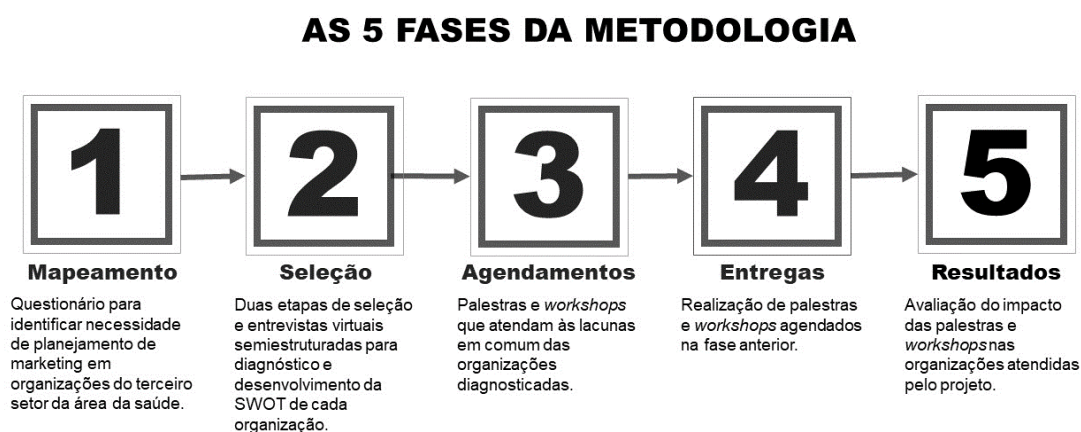 AS 5 FASES DA METODOLOGIA
1
2
3
4
5
Mapeamento
Questionário para
identificar necessidade
de planejamento de
marketing em
organizações do terceiro
setor da área da saúde.
Seleção
Duas etapas de seleção
e entrevistas virtuais
semiestruturadas para
diagnóstico e
desenvolvimento da
SWOT de cada
organização.
Agendamentos
Palestras e workshops
que atendam às lacunas
em comum das
organizações
diagnosticadas.
Entregas
Realização de palestras
e workshops agendados
na fase anterior.
Resultados
Avaliação do impacto
das palestras e
workshops nas
organizações atendidas
pelo projeto.